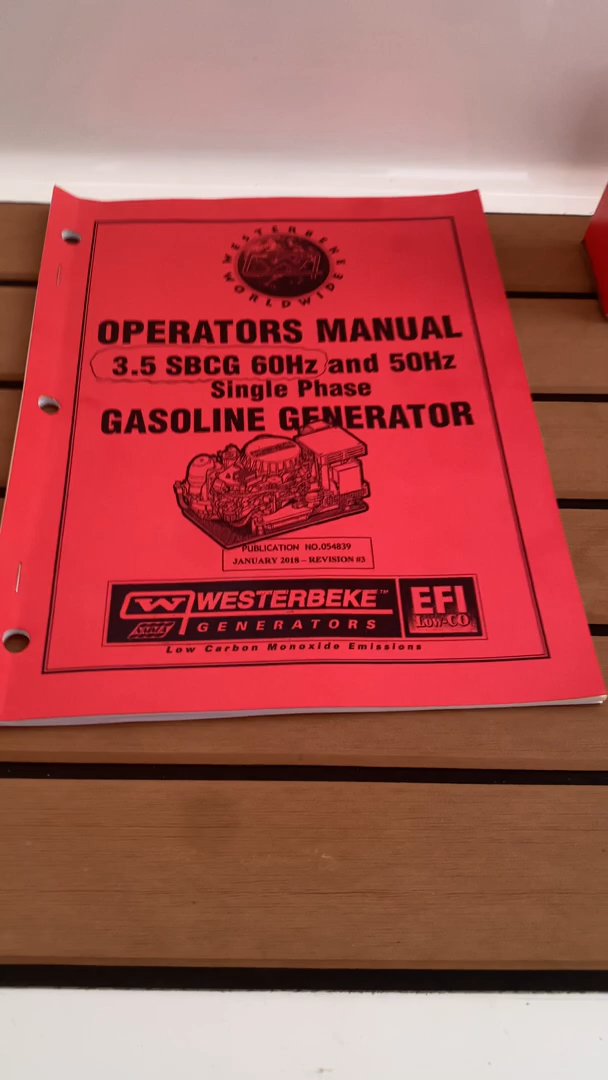 WESTERBEKE
WORLDWIDE
OPERATORS MANUAL
3.5 SBCG 60Hz and 50Hz
Single Phase
GASOLINE GENERATOR
PUBLICATION NO.054839
JANUARY 2018 – REVISION #3
WESTERBEKE™
GENERATORS
EFI
LOW-CO
Low Carbon Monoxide Emissions